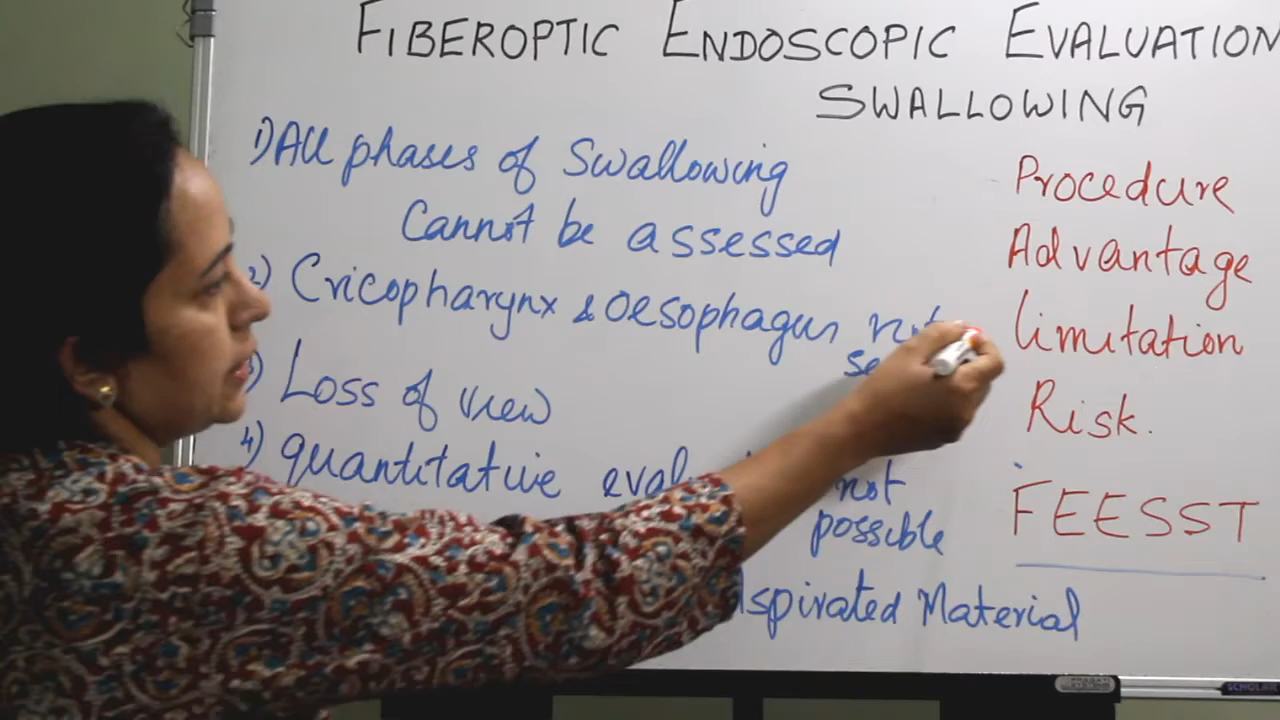 FIBEROPTIC ENDOSCOPIC EVALUATION
SWALLOWING
1) All phases of Swallowing
Cannot be assessed
2) Cricopharynx & Oesophagus
3) Loss of view
4) quantitative
not
possible
Aspirated Material
Procedure
Advantage
limitation
Risk.
FEESST
SCHOLAR